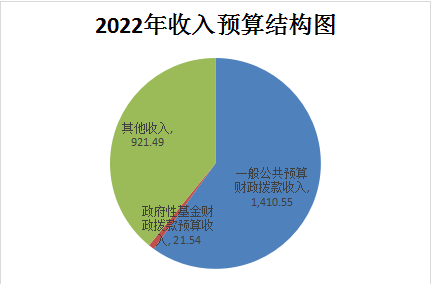 2022年收入预算结构图
其他收入,
921.49
一般公共预算
财政拨款收入,
1,410.55
政府性基金财
政拨款预算收
入, 21.54